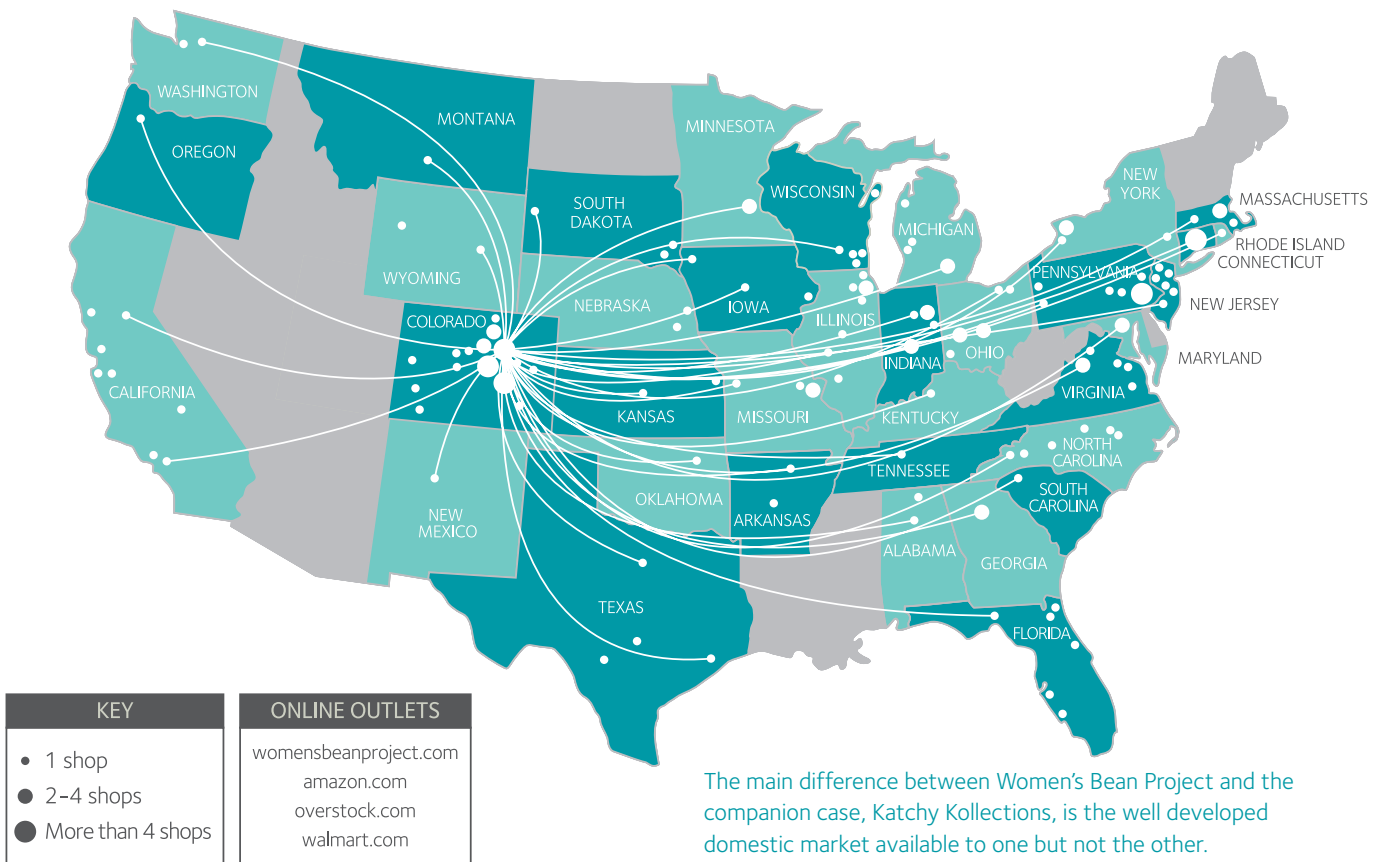 WASHINGTON
MONTANA
OREGON
MINNESOTA
WISCONSIN
SOUTH
DAKOTA
WYOMING
MICHIGAN
NEW
YORK
MASSACHUSETTS
RHODE ISLAND
CONNECTICUT
PENNSYLVANIA
NEW JERSEY
NEBRASKA
IOWA
COLORADO
ILLINOIS
INDIANA
OHIO
MARYLAND
CALIFORNIA
KANSAS
MISSOURI
KENTUCKY
VIRGINIA
NORTH
CAROLINA
TENNESSEE
OKLAHOMA
ARKANSAS
SOUTH
CAROLINA
NEW
MEXICO
ALABAMA
GEORGIA
TEXAS
FLORIDA
KEY
1 shop
2–4 shops
More than 4 shops
ONLINE OUTLETS
womensbeanproject.com
amazon.com
overstock.com
walmart.com
The main difference between Women's Bean Project and the
companion case, Katchy Kollections, is the well developed
domestic market available to one but not the other.